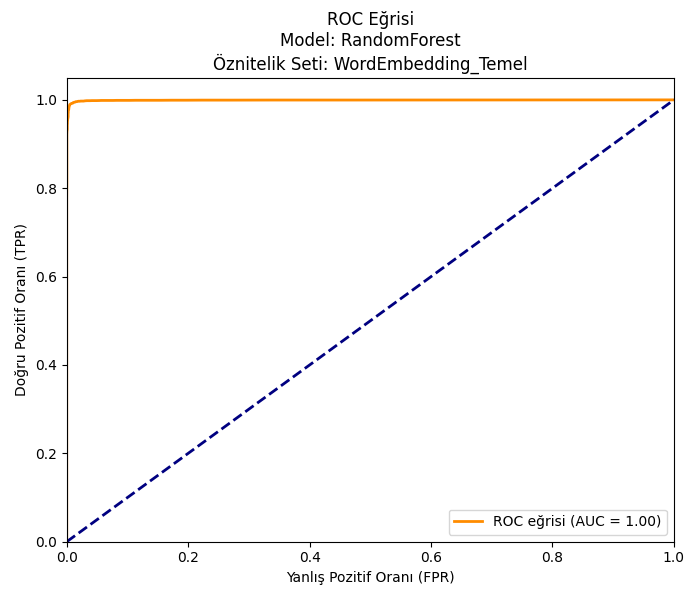 ROC Eğrisi
Model: RandomForest
Öznitelik Seti: WordEmbedding_Temel
1.0
0.8
0.6
0.4
0.2
0.0
Doğru Pozitif Oranı (TPR)
ROC eğrisi (AUC = 1.00)
0.0 0.2 0.4 0.6 0.8 1.0
Yanlış Pozitif Oranı (FPR)